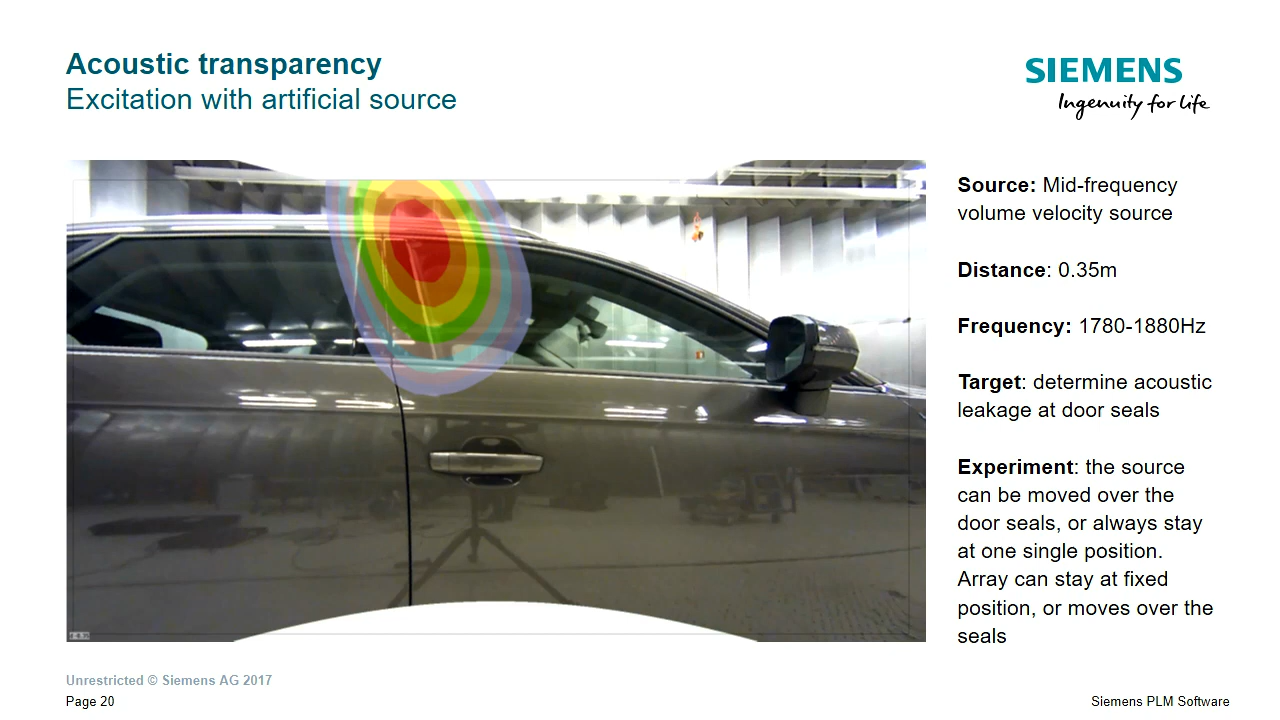 Acoustic transparency
Excitation with artificial source
SIEMENS
Ingenuity for life
Source: Mid-frequency
volume velocity source
Distance: 0.35m
Frequency: 1780-1880Hz
Target: determine acoustic
leakage at door seals
Experiment: the source
can be moved over the
door seals, or always stay
at one single position.
Array can stay at fixed
position, or moves over the
seals
Unrestricted © Siemens AG 2017
Page 20
Siemens PLM Software